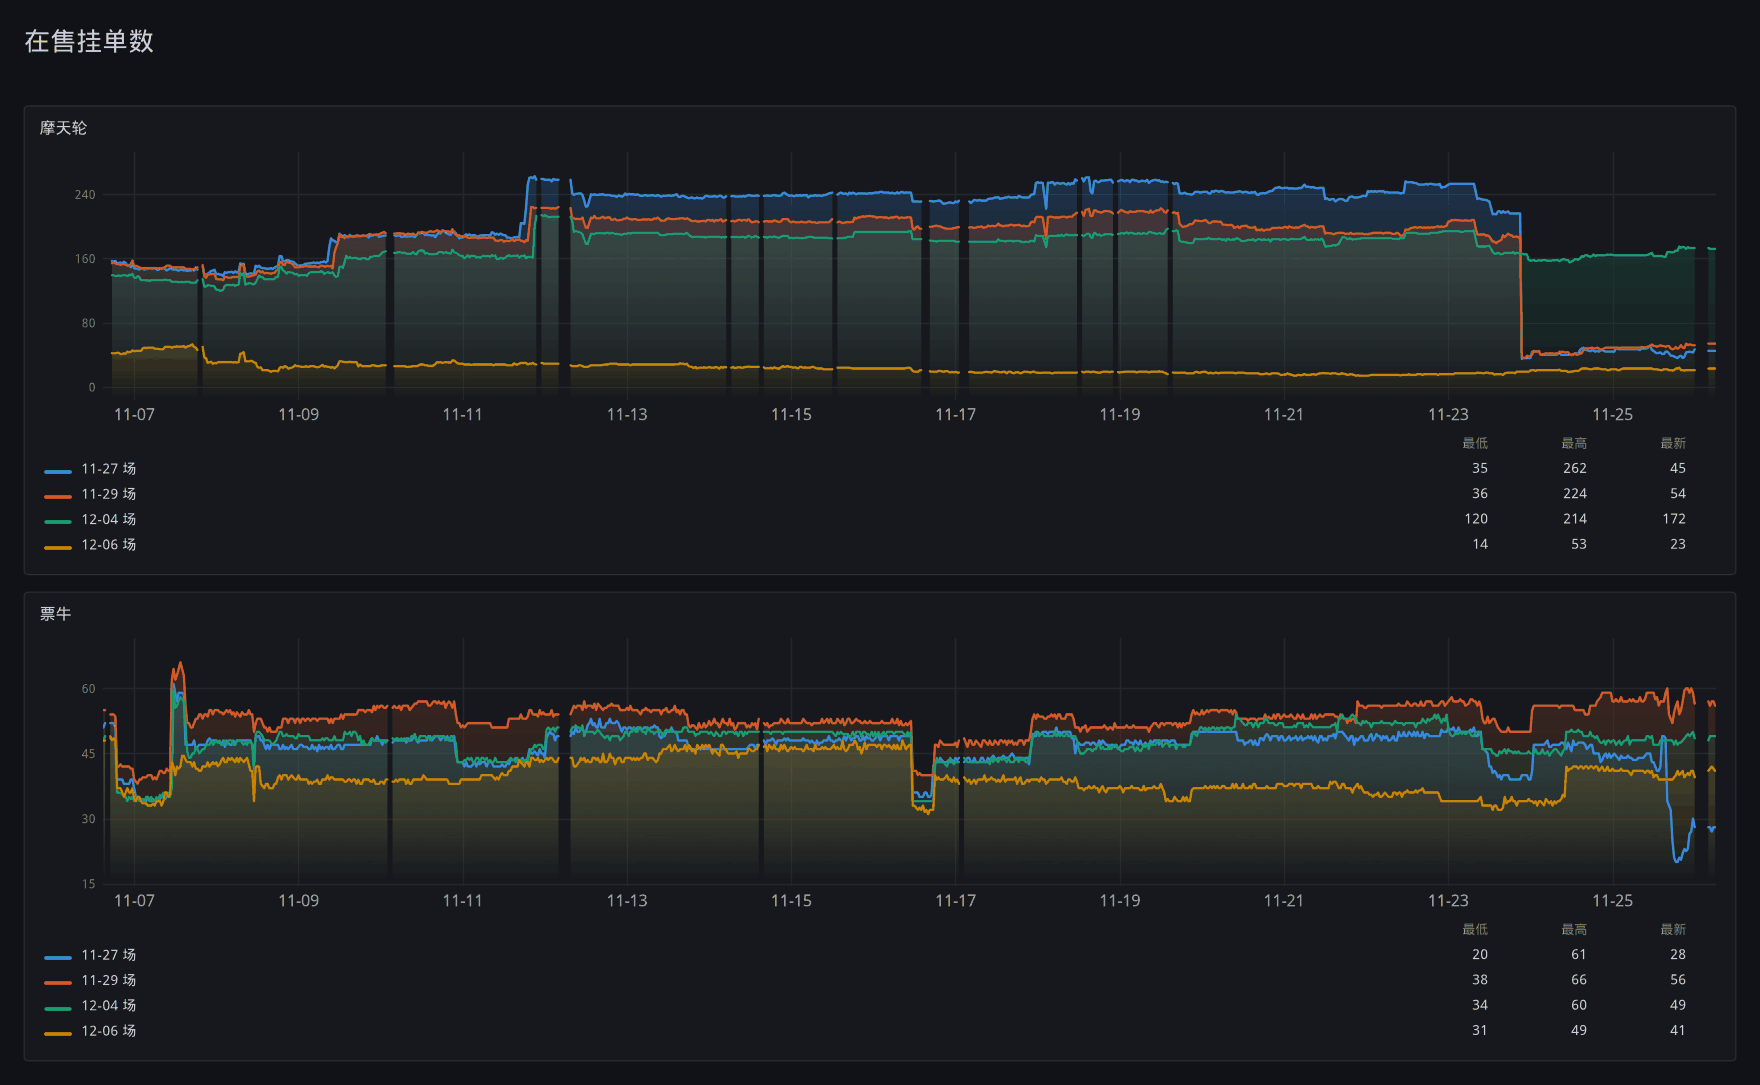 在售挂单数
摩天轮
240
160
80
0
11-07 11-09 11-11 11-13 11-15 11-17 11-19 11-21 11-23 11-25
最低 最高 最新
11-27 场 35 262 45
11-29 场 36 224 54
12-04 场 120 214 172
12-06 场 14 53 23
票牛
60
45
30
15
11-07 11-09 11-11 11-13 11-15 11-17 11-19 11-21 11-23 11-25
最低 最高 最新
11-27 场 20 61 28
11-29 场 38 66 56
12-04 场 34 60 49
12-06 场 31 49 41